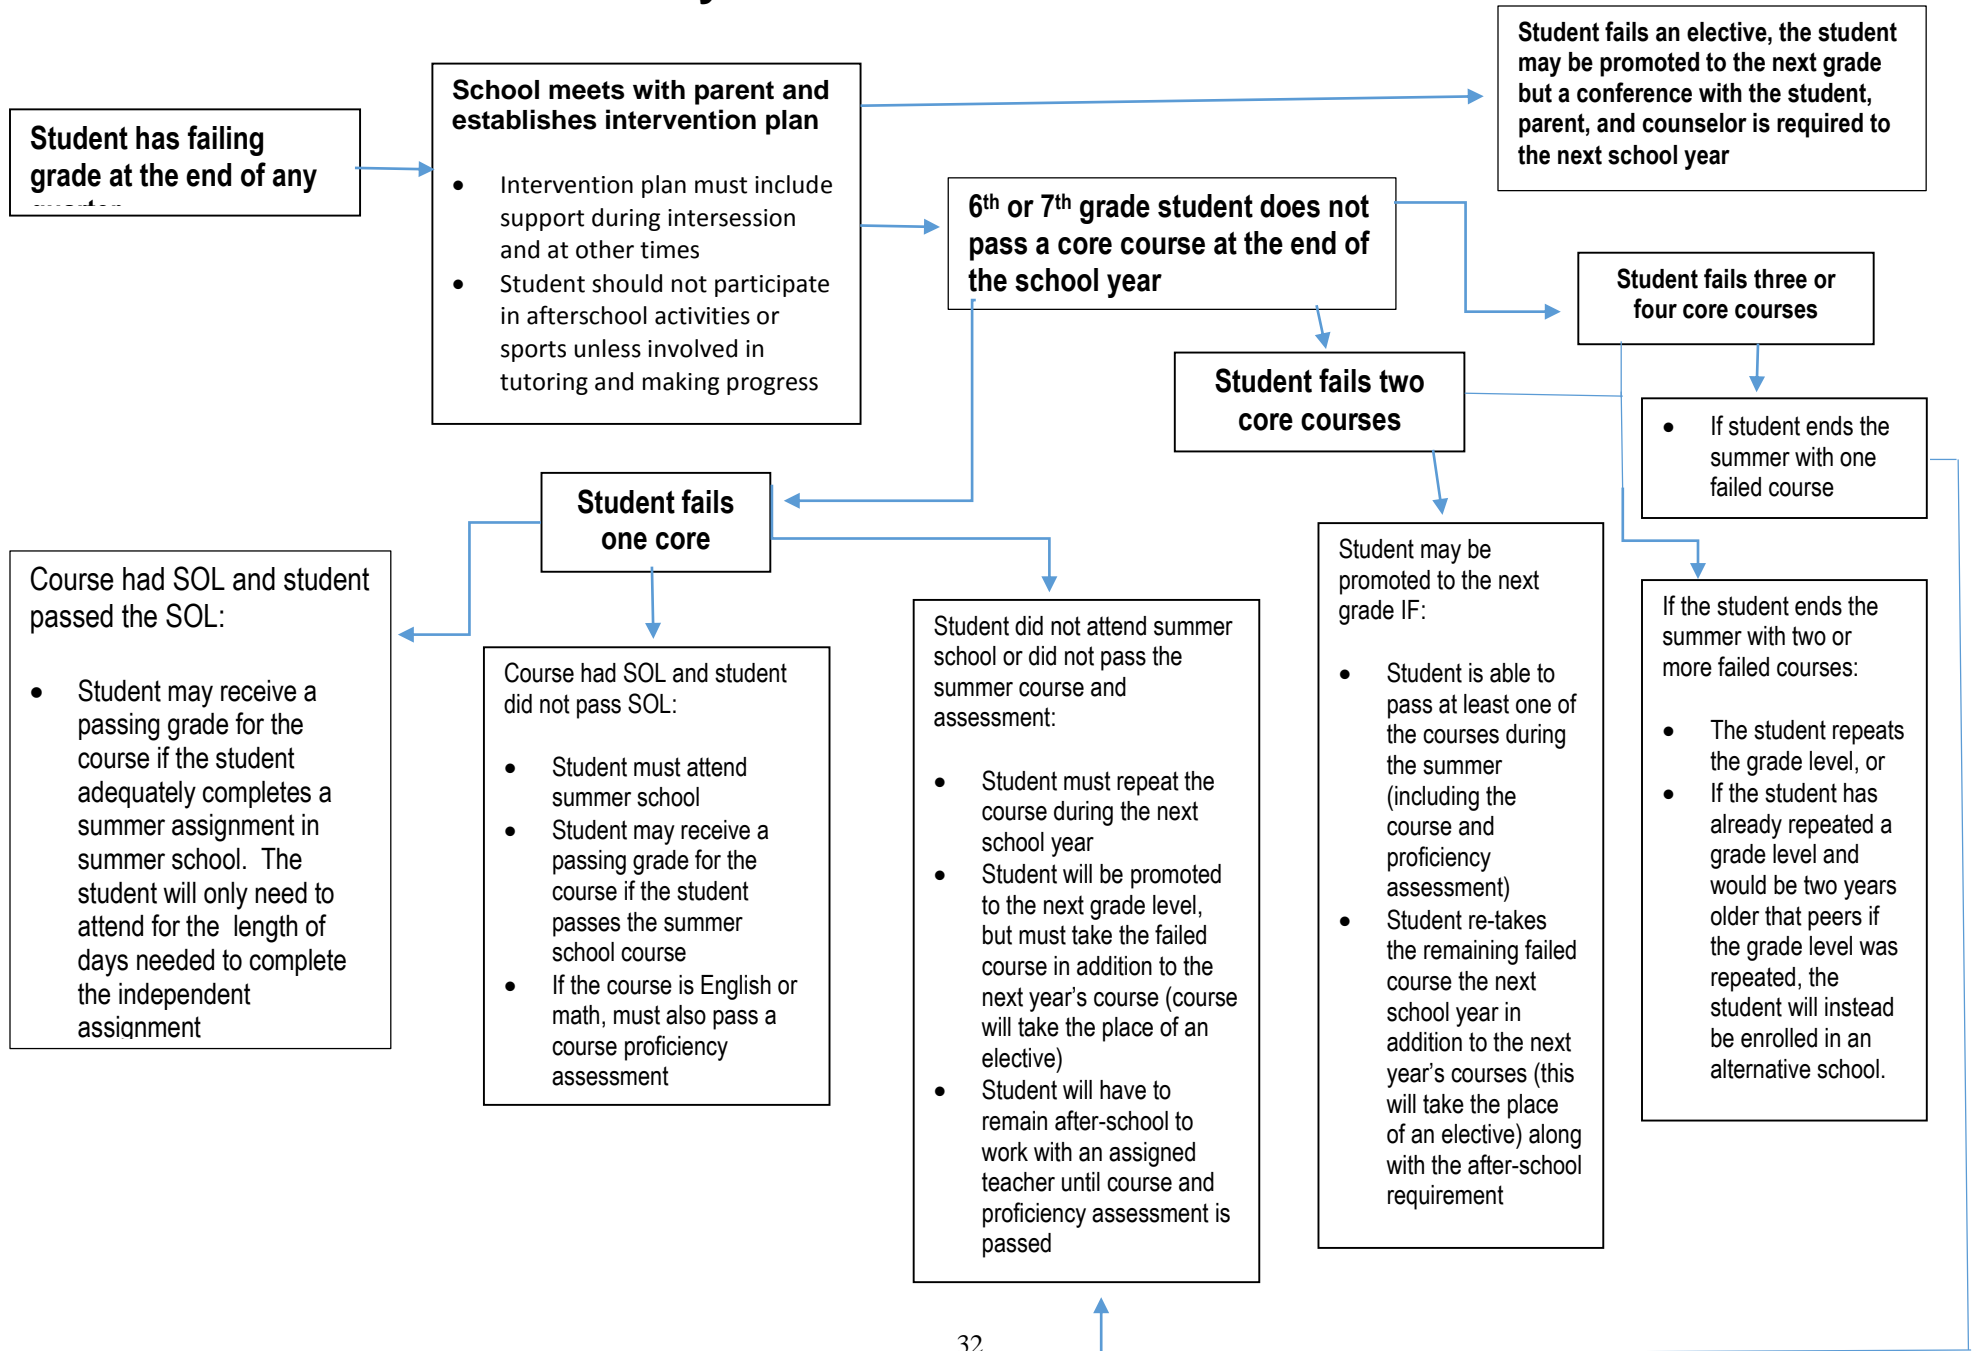 Student has failing
grade at the end of any
School meets with parent and
establishes intervention plan
• Intervention plan must include
support during intersession
and at other times
• Student should not participate
in afterschool activities or
sports unless involved in
tutoring and making progress
Student fails an elective, the student
may be promoted to the next grade
but a conference with the student,
parent, and counselor is required to
the next school year
6th or 7th grade student does not
pass a core course at the end of
the school year
Student fails three or
four core courses
Student fails two
core courses
• If student ends the
summer with one
failed course
Student fails
one core
Course had SOL and student
passed the SOL:
• Student may receive a
passing grade for the
course if the student
adequately completes a
summer assignment in
summer school. The
student will only need to
attend for the length of
days needed to complete
the independent
assignment
Course had SOL and student
did not pass SOL:
• Student must attend
summer school
• Student may receive a
passing grade for the
course if the student
passes the summer
school course
• If the course is English or
math, must also pass a
course proficiency
assessment
Student did not attend summer
school or did not pass the
summer course and
assessment:
• Student must repeat the
course during the next
school year
• Student will be promoted
to the next grade level,
but must take the failed
course in addition to the
next year’s course (course
will take the place of an
elective)
• Student will have to
remain after-school to
work with an assigned
teacher until course and
proficiency assessment is
passed
Student may be
promoted to the next
grade IF:
• Student is able to
pass at least one of
the courses during
the summer
(including the
course and
proficiency
assessment)
• Student re-takes
the remaining failed
course the next
school year in
addition to the next
year’s courses (this
will take the place
of an elective) along
with the after-school
requirement
If the student ends the
summer with two or
more failed courses:
• The student repeats
the grade level, or
• If the student has
already repeated a
grade level and
would be two years
older that peers if
the grade level was
repeated, the
student will instead
be enrolled in an
alternative school.
32